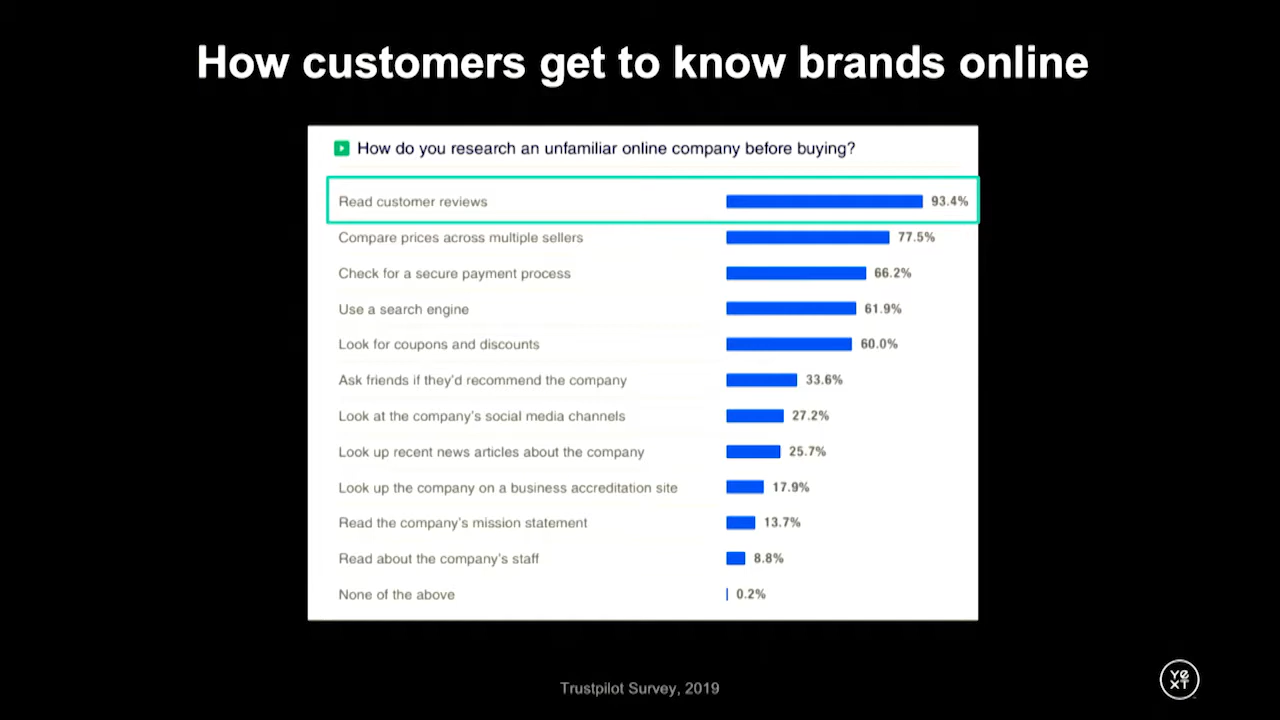 How customers get to know brands online
How do you research an unfamiliar online company before buying?
Read customer reviews 93.4%
Compare prices across multiple sellers 77.5%
Check for a secure payment process 66.2%
Use a search engine 61.9%
Look for coupons and discounts 60.0%
Ask friends if they'd recommend the company 33.6%
Look at the company's social media channels 27.2%
Look up recent news articles about the company 25.7%
Look up the company on a business accreditation site 17.9%
Read the company's mission statement 13.7%
Read about the company's staff 8.8%
None of the above 0.2%
Trustpilot Survey, 2019
yext